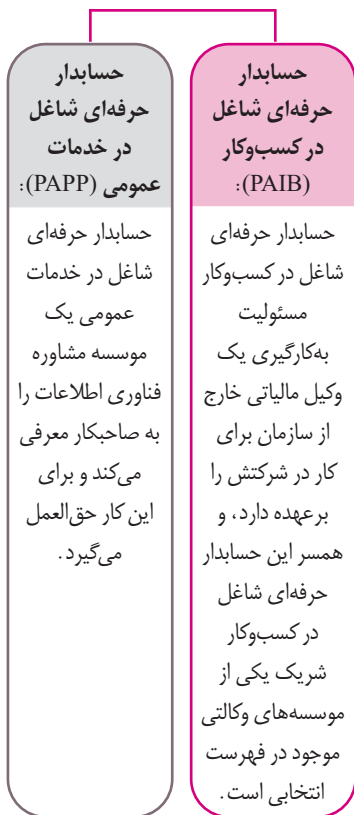 حسابدار
حرفه‌ای شاغل
در کسب‌وکار
(PAIB):
حسابدار حرفه‌ای
شاغل در کسب‌وکار
مسئولیت
به‌کارگیری یک
وکیل مالیاتی خارج
از سازمان برای
کار در شرکتش را
برعهده دارد، و
همسر این حسابدار
حرفه‌ای شاغل
در کسب‌وکار
شریک یکی از
موسسه‌های وکالتی
موجود در فهرست
انتخابی است.
حسابدار
حرفه‌ای شاغل
در خدمات
عمومی (PAPP):
حسابدار حرفه‌ای
شاغل در خدمات
عمومی یک
موسسه مشاوره
فناوری اطلاعات را
به صاحبکار معرفی
می‌کند و برای
این کار حق‌العمل
می‌گیرد.